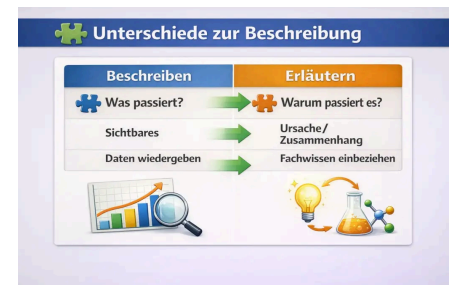 Unterschiede zur Beschreibung
Beschreiben
Erläutern
Was passiert?
Warum passiert es?
Sichtbares
Ursache/
Zusammenhang
Daten wiedergeben
Fachwissen einbeziehen